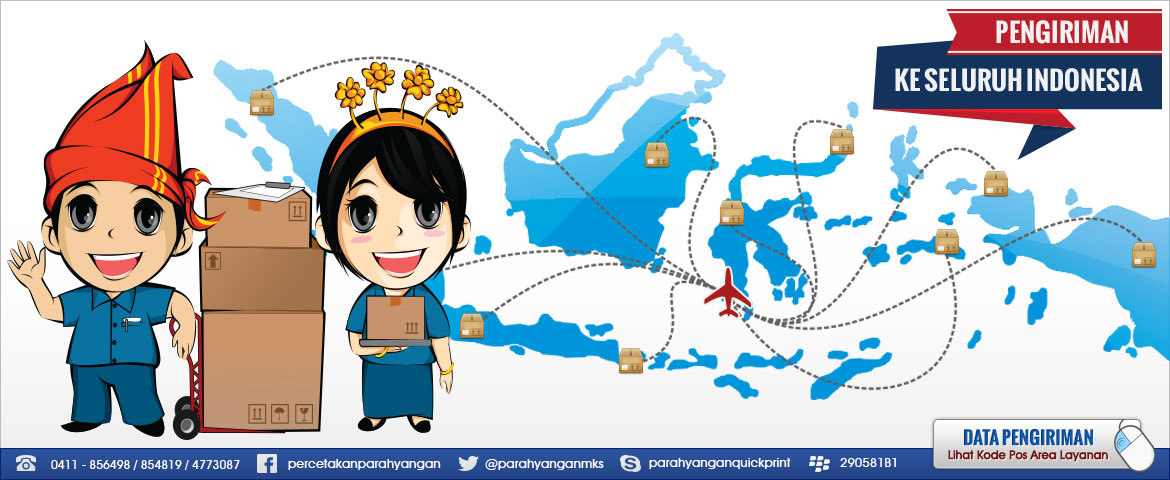 PENGIRIMAN
KE SELURUH INDONESIA
DATA PENGIRIMAN
Lihat Kode Pos Area Layanan
0411 - 856498 / 854819 / 4773087
percetakanparahyangan
@parahyanganmks
parahyanganquickprint
290581B1